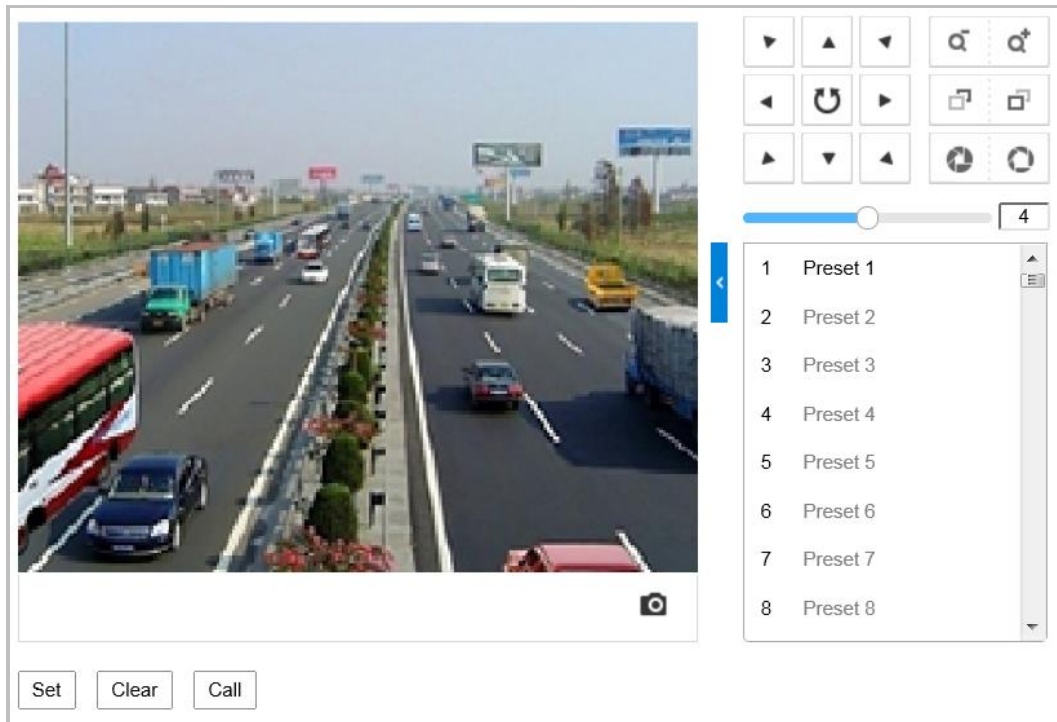 4
1 Preset 1
2 Preset 2
3 Preset 3
4 Preset 4
5 Preset 5
6 Preset 6
7 Preset 7
8 Preset 8
Set Clear Call